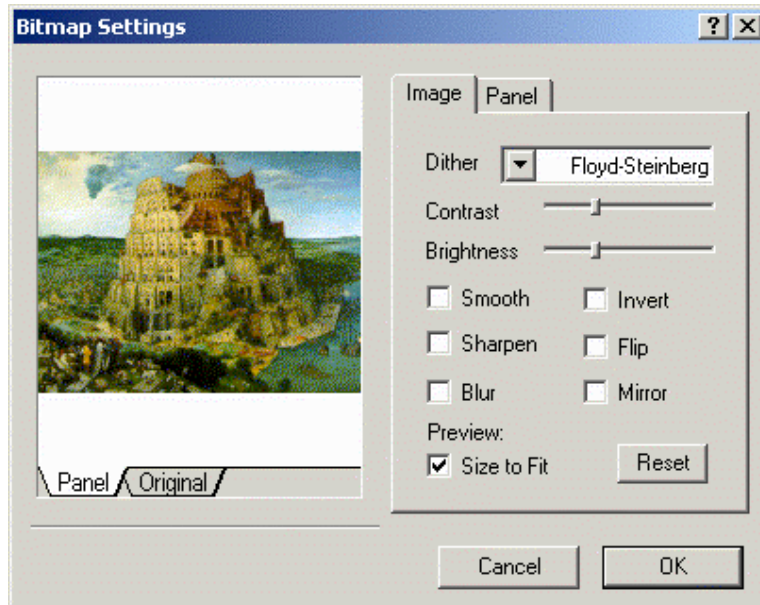 Bitmap Settings
Image Panel
Dither Floyd-Steinberg
Contrast
Brightness
Smooth Invert
Sharpen Flip
Blur Mirror
Preview:
Size to Fit Reset
Panel Original
Cancel OK